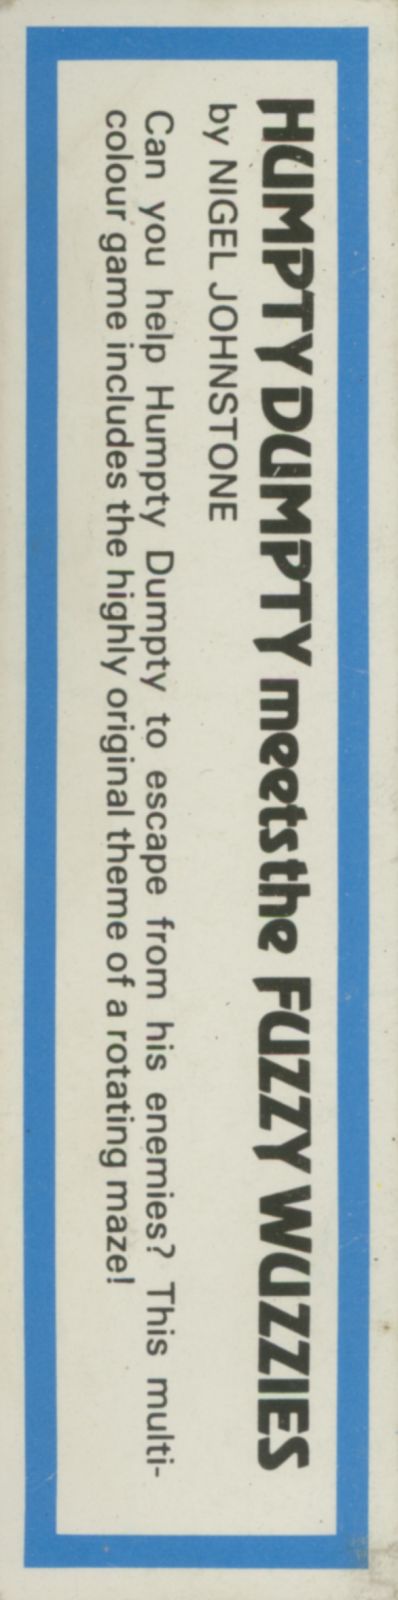 HUMPTY DUMPTY meets the FUZZY WUZZIES
by NIGEL JOHNSTONE
Can you help Humpty Dumpty to escape from his enemies? This multi-
colour game includes the highly original theme of a rotating maze!